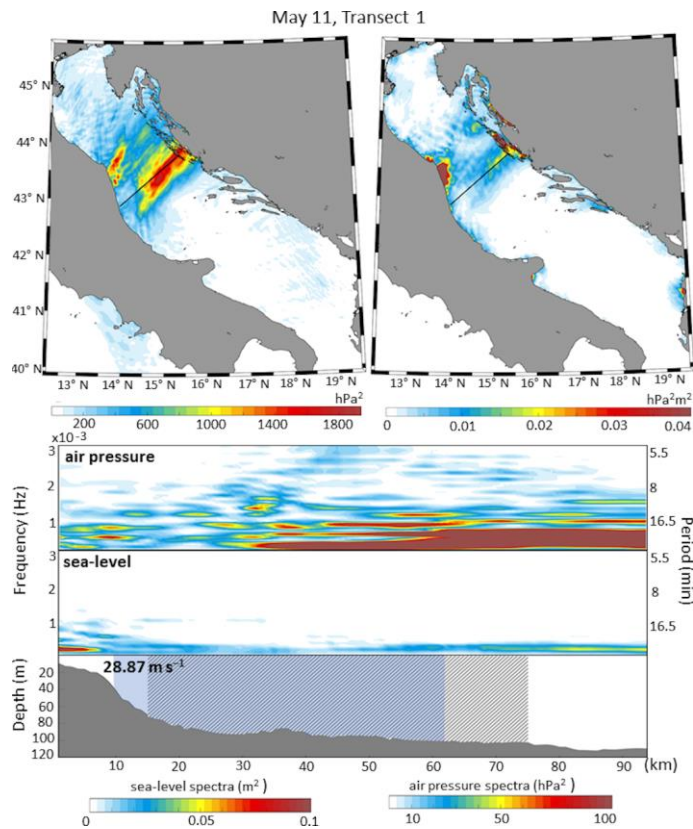 May 11, Transect 1
45° N
44° N
43° N
42° N
41° N
40° N
13° N 14° N 15° N 16° N 17° N 18° N 19° N
13° N 14° N 15° N 16° N 17° N 18° N 19° N
hPa²
200 600 1000 1400 1800
hPa²m²
0 0.01 0.02 0.03 0.04
x10⁻³
air pressure
3
2
1
5.5
8
16.5
Frequency (Hz)
Period (min)
sea-level
3
2
1
5.5
8
16.5
28.87 m s⁻¹
Depth (m)
20
40
60
80
100
120
10 20 30 40 50 60 70 80 90 (km)
sea-level spectra (m²)
0 0.05 0.1
air pressure spectra (hPa²)
10 50 100